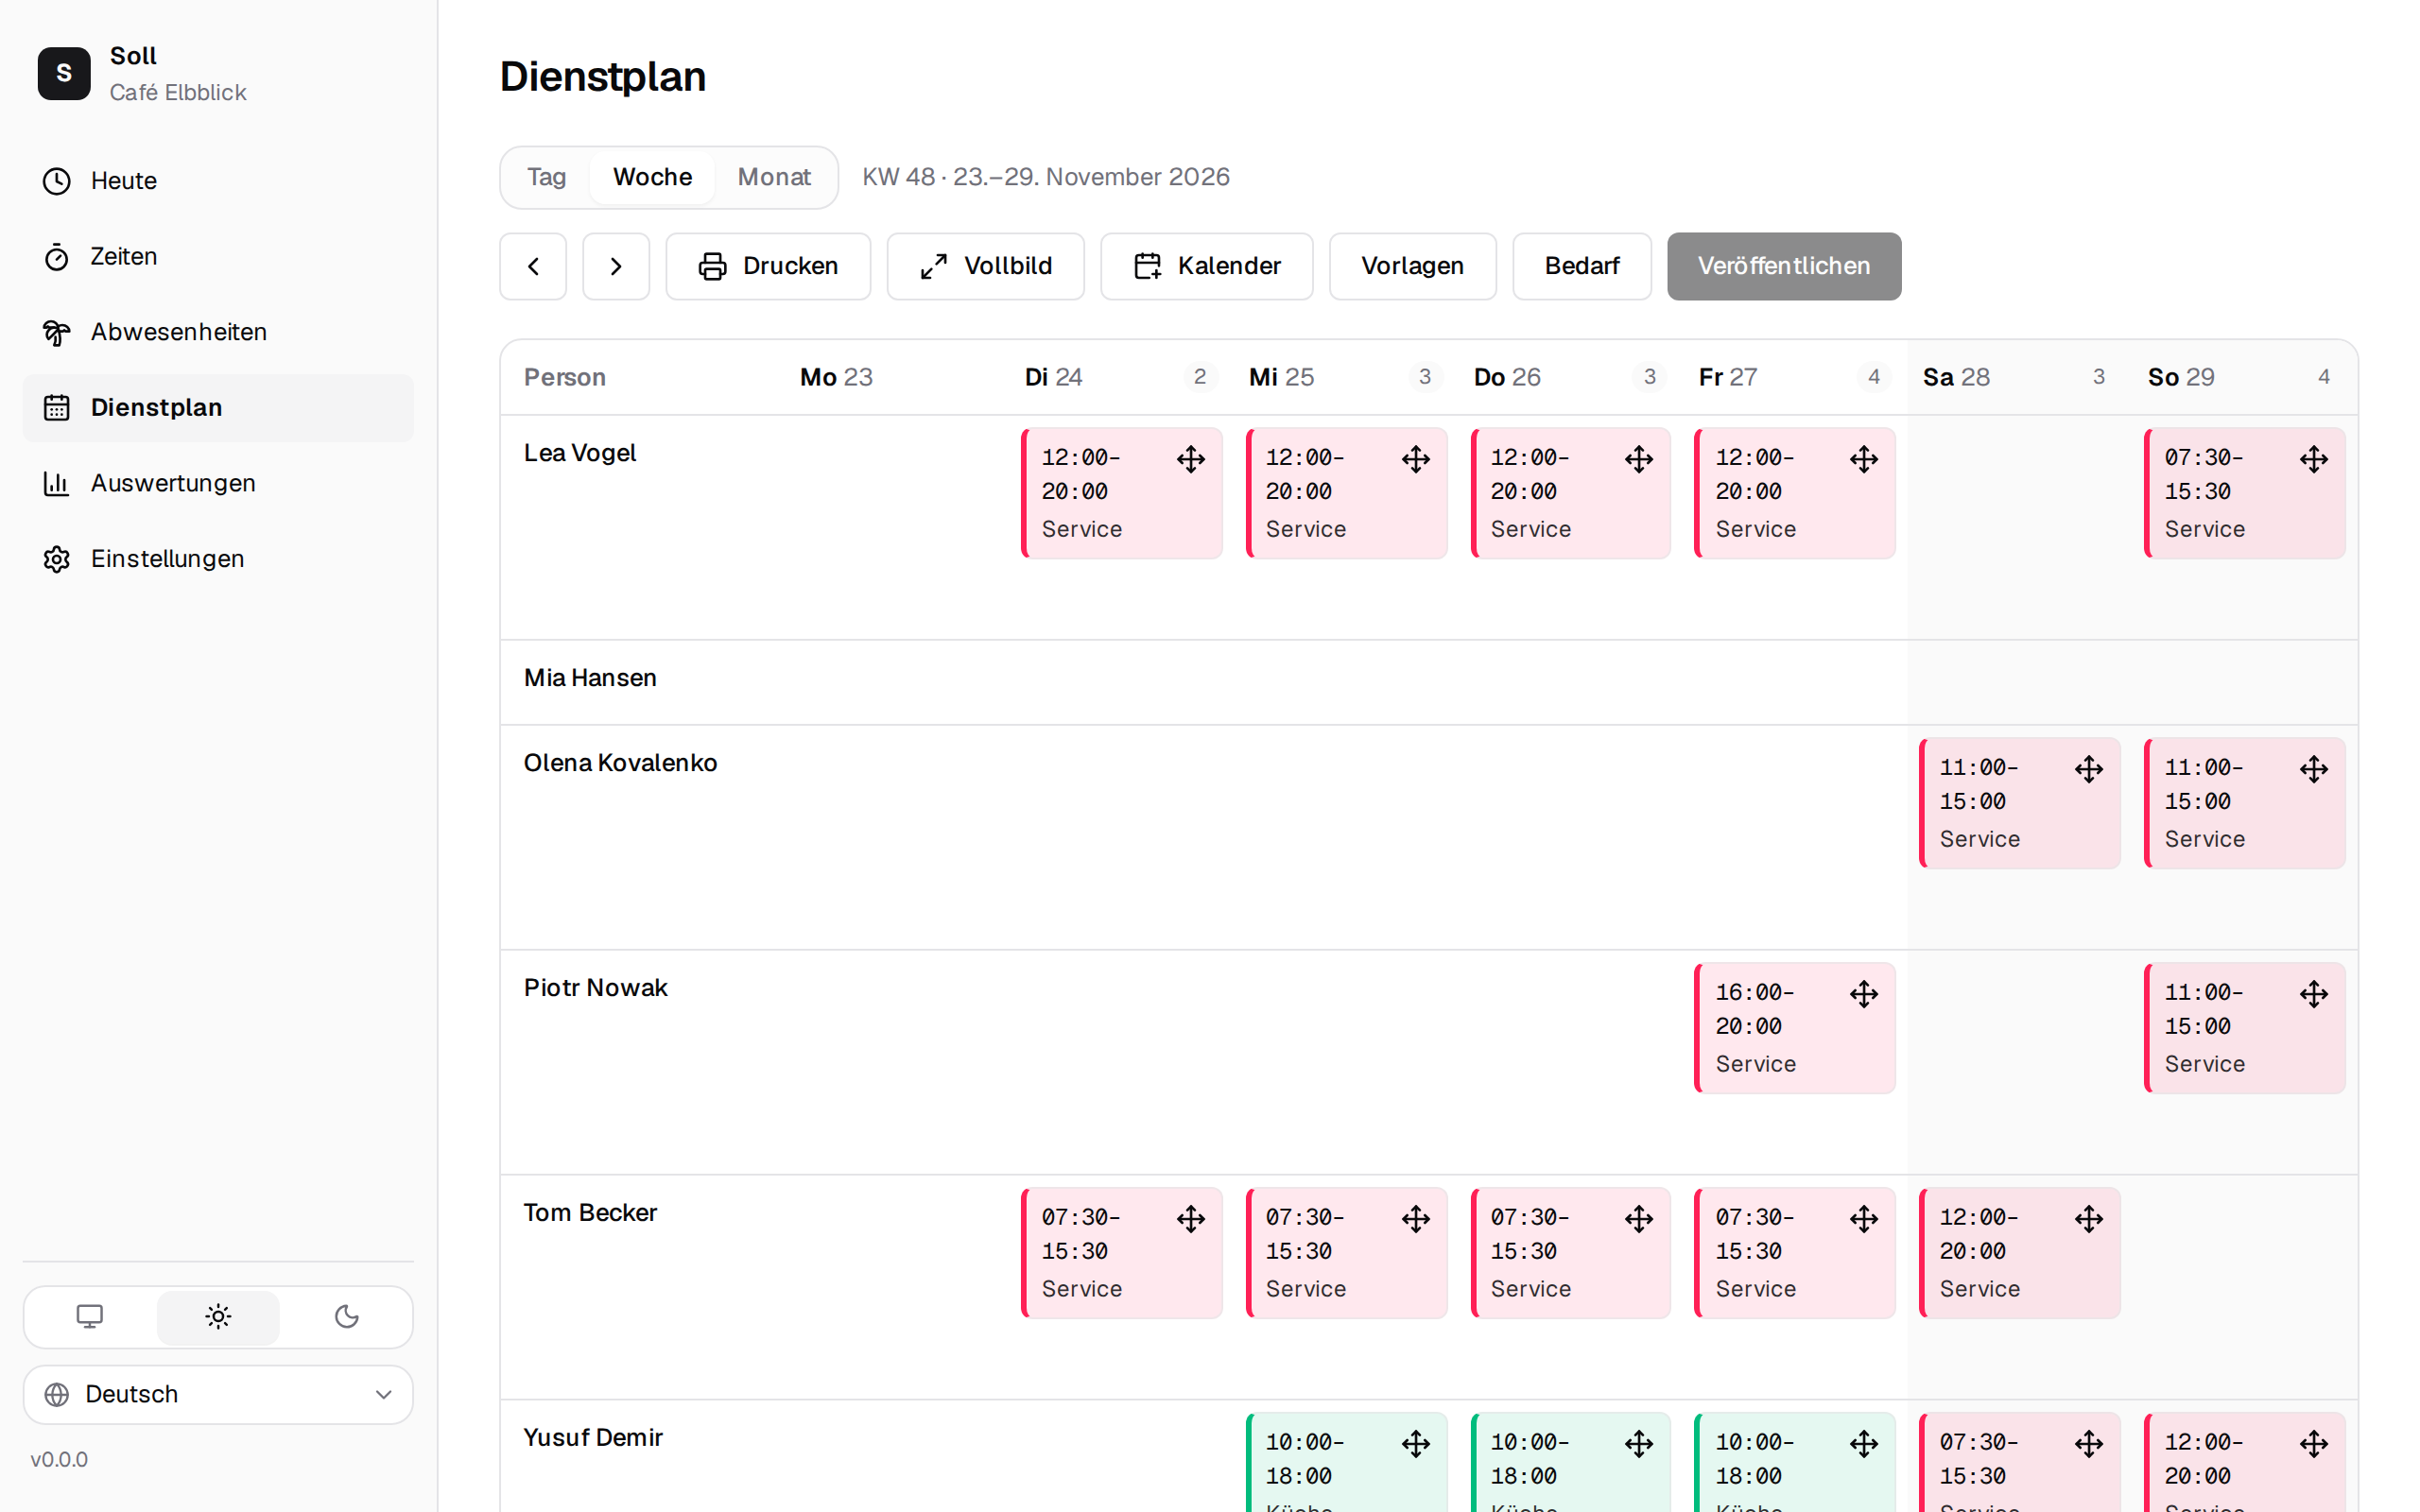 S
Soll
Café Elbblick
Heute
Zeiten
Abwesenheiten
Dienstplan
Auswertungen
Einstellungen
Deutsch
v0.0.0
Dienstplan
Tag Woche Monat KW 48 · 23.–29. November 2026
Drucken Vollbild Kalender Vorlagen Bedarf Veröffentlichen
Person Mo 23 Di 24 2 Mi 25 3 Do 26 3 Fr 27 4 Sa 28 3 So 29 4
Lea Vogel
12:00– 12:00– 12:00– 12:00– 07:30–
20:00 20:00 20:00 20:00 15:30
Service Service Service Service Service
Mia Hansen
Olena Kovalenko
11:00– 11:00–
15:00 15:00
Service Service
Piotr Nowak
16:00– 11:00–
20:00 15:00
Service Service
Tom Becker
07:30– 07:30– 07:30– 07:30– 12:00–
15:30 15:30 15:30 15:30 20:00
Service Service Service Service Service
Yusuf Demir
10:00– 10:00– 10:00– 07:30– 12:00–
18:00 18:00 18:00 15:30 20:00
Küche Küche Küche Service Service